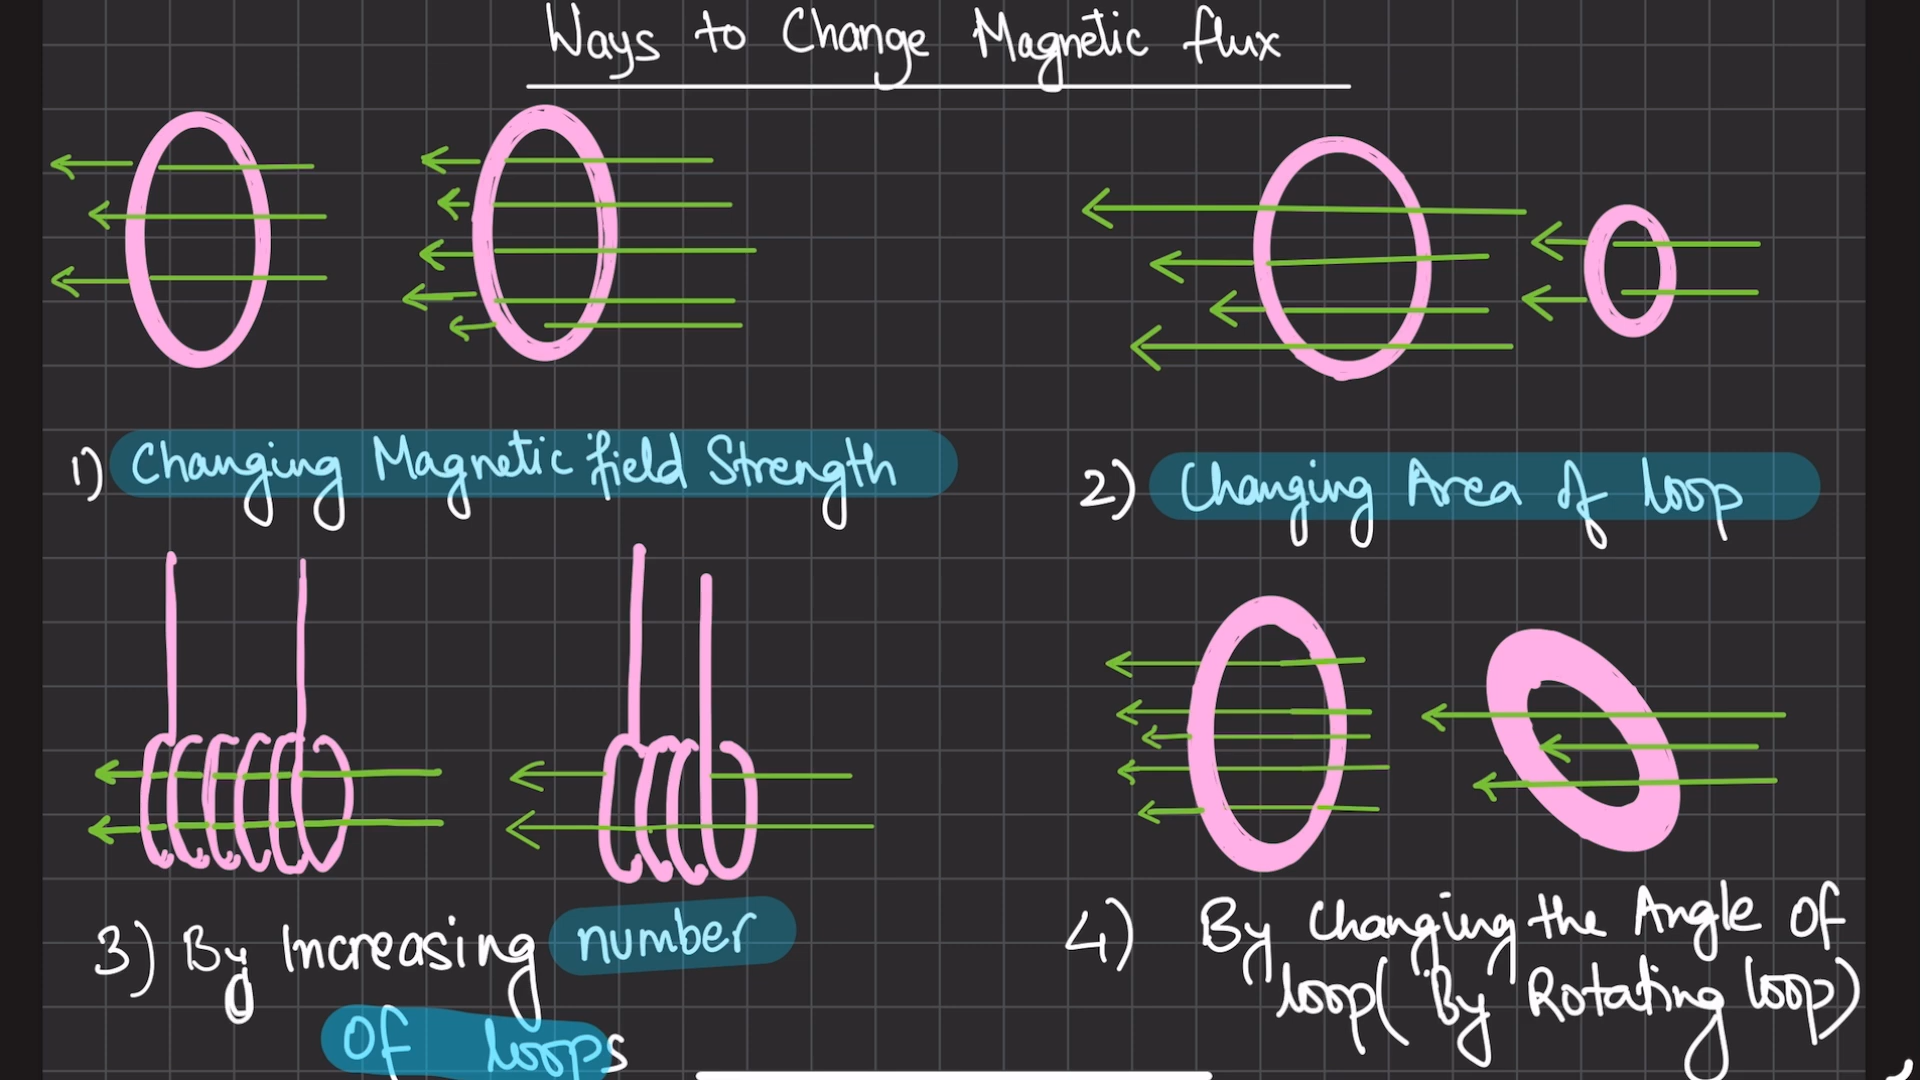 Ways to Change Magnetic flux
1) Changing Magnetic field Strength
2) Changing Area of loop
3) By Increasing number
of loops
4) By Changing the Angle Of
loop( By Rotating loop)